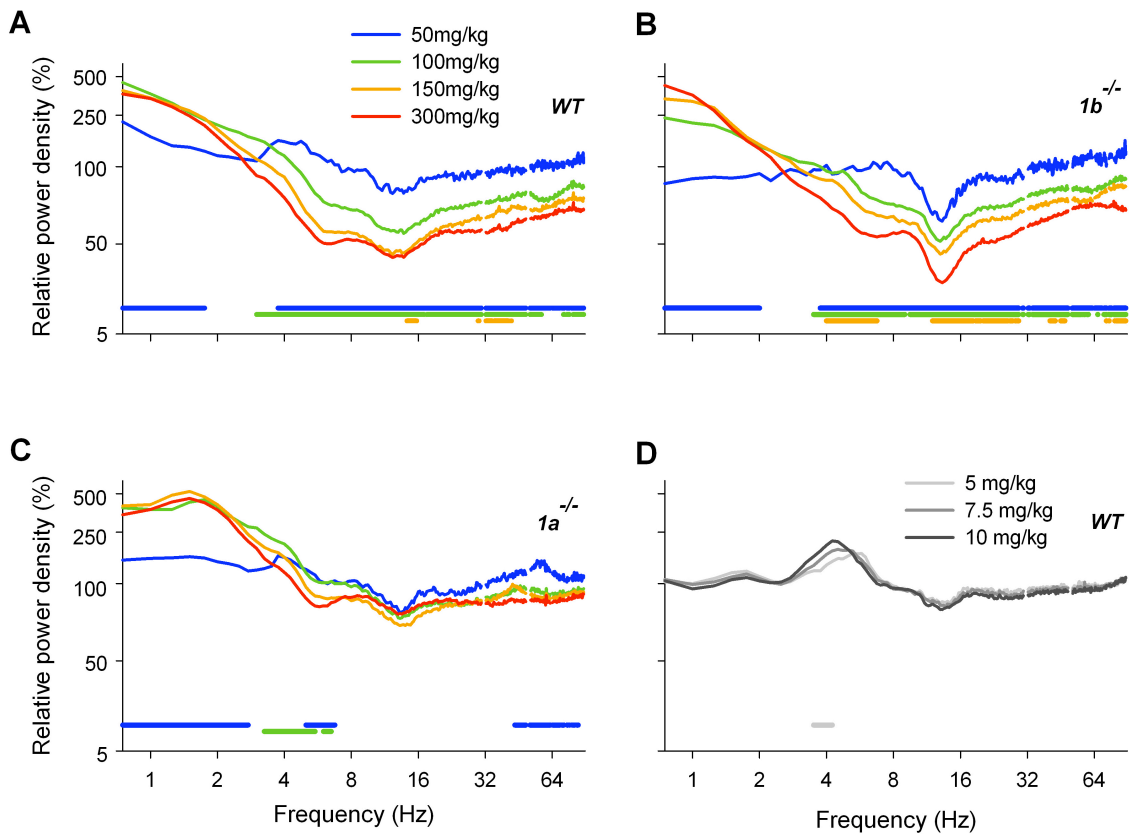 A
50mg/kg
100mg/kg
150mg/kg
300mg/kg
WT
Relative power density (%)
500
250
100
50
5
B
1b-/-
C
1a-/-
Relative power density (%)
500
250
100
50
5
1 2 4 8 16 32 64
Frequency (Hz)
D
5 mg/kg
7.5 mg/kg
10 mg/kg
WT
1 2 4 8 16 32 64
Frequency (Hz)